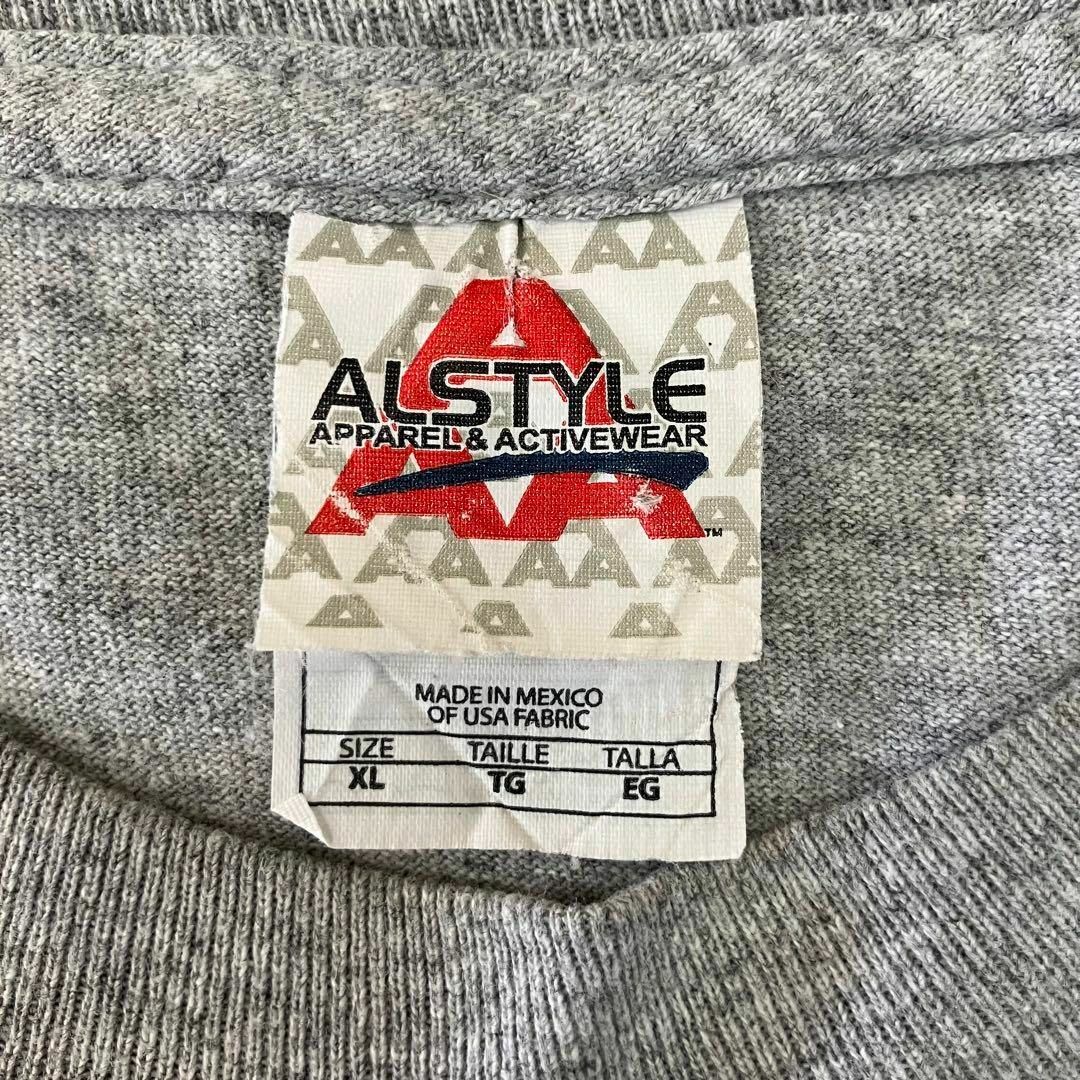 ALSTYLE
APPAREL & ACTIVEWEAR
™
MADE IN MEXICO
OF USA FABRIC
SIZE TAILLE TALLA
XL TG EG